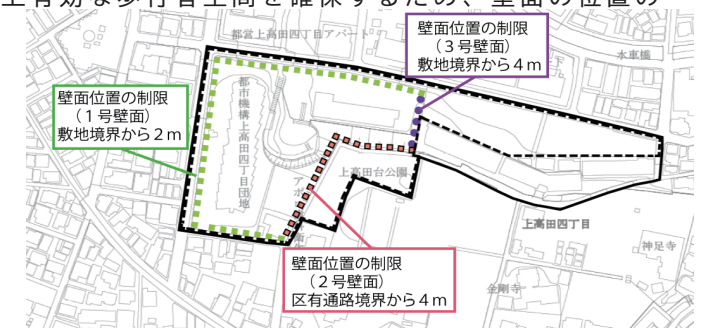 上有効な歩行者空間を確保するため、壁面の位置の
都営上高田四丁目アパート
壁面位置の制限
（３号壁面）
敷地境界から４ｍ
水車橋
壁面位置の制限
（１号壁面）
敷地境界から２ｍ
都市機構上高田四丁目団地
上高田台公園
上高田四丁目
神足寺
壁面位置の制限
（２号壁面）
区有通路境界から４ｍ
金剛寺